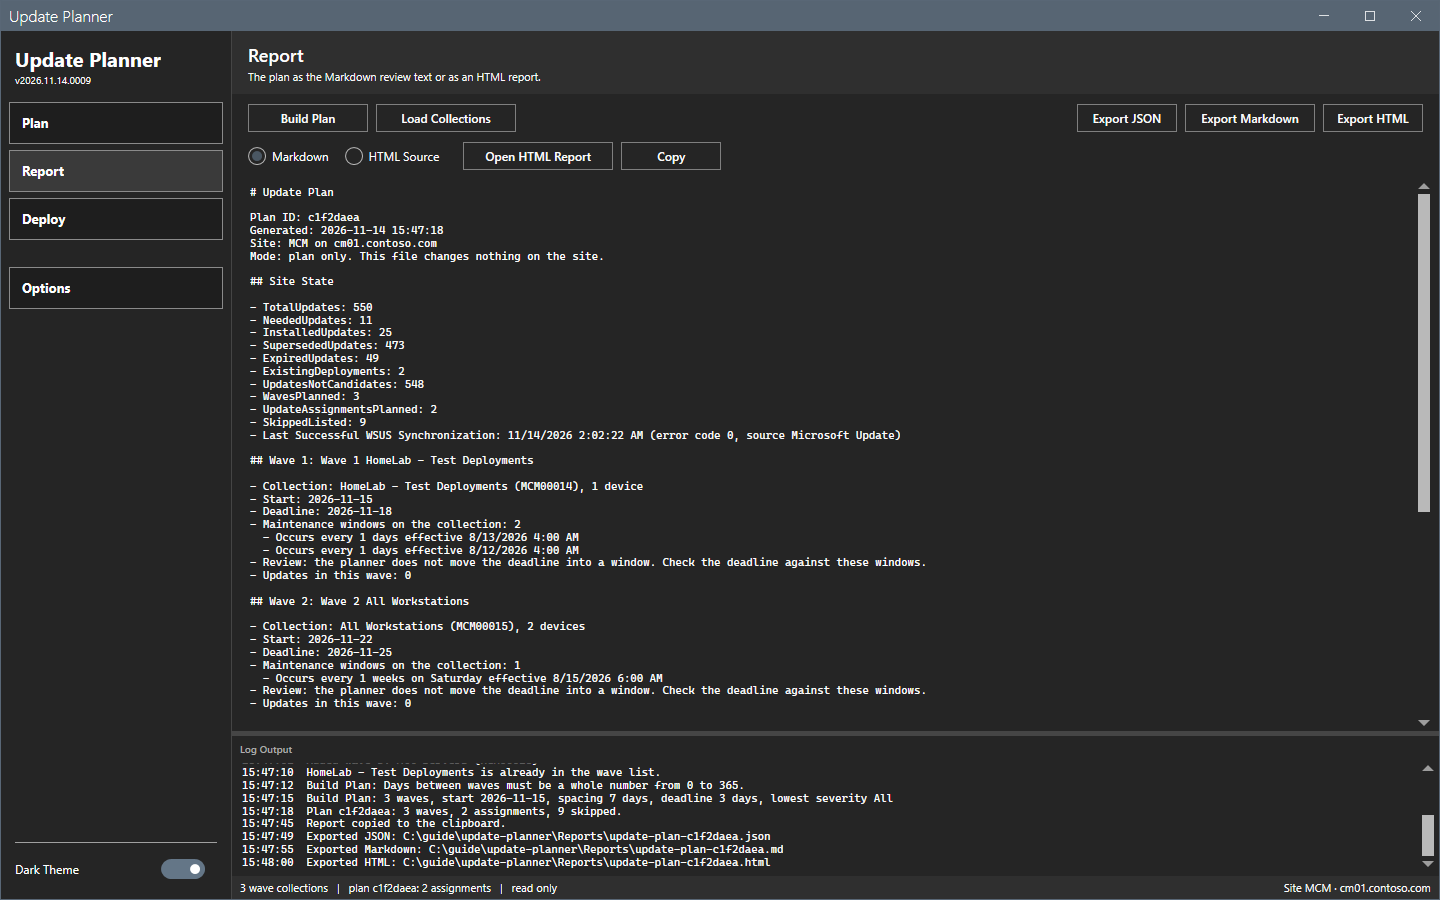 Update Planner
Update Planner
v2026.11.14.0009
Plan
Report
Deploy
Options
Dark Theme
Report
The plan as the Markdown review text or as an HTML report.
Build Plan
Load Collections
Export JSON
Export Markdown
Export HTML
Markdown
HTML Source
Open HTML Report
Copy
# Update Plan
Plan ID: c1f2daea
Generated: 2026-11-14 15:47:18
Site: MCM on cm01.contoso.com
Mode: plan only. This file changes nothing on the site.
## Site State
- TotalUpdates: 550
- NeededUpdates: 11
- InstalledUpdates: 25
- SupersededUpdates: 473
- ExpiredUpdates: 49
- ExistingDeployments: 2
- UpdatesNotCandidates: 548
- WavesPlanned: 3
- UpdateAssignmentsPlanned: 2
- SkippedListed: 9
- Last Successful WSUS Synchronization: 11/14/2026 2:02:22 AM (error code 0, source Microsoft Update)
## Wave 1: Wave 1 HomeLab - Test Deployments
- Collection: HomeLab - Test Deployments (MCM00014), 1 device
- Start: 2026-11-15
- Deadline: 2026-11-18
- Maintenance windows on the collection: 2
- Occurs every 1 days effective 8/13/2026 4:00 AM
- Occurs every 1 days effective 8/12/2026 4:00 AM
- Review: the planner does not move the deadline into a window. Check the deadline against these windows.
- Updates in this wave: 0
## Wave 2: Wave 2 All Workstations
- Collection: All Workstations (MCM00015), 2 devices
- Start: 2026-11-22
- Deadline: 2026-11-25
- Maintenance windows on the collection: 1
- Occurs every 1 weeks on Saturday effective 8/15/2026 6:00 AM
- Review: the planner does not move the deadline into a window. Check the deadline against these windows.
- Updates in this wave: 0
Log Output
15:47:10 HomeLab - Test Deployments is already in the wave list.
15:47:12 Build Plan: Days between waves must be a whole number from 0 to 365.
15:47:15 Build Plan: 3 waves, start 2026-11-15, spacing 7 days, deadline 3 days, lowest severity All
15:47:18 Plan c1f2daea: 3 waves, 2 assignments, 9 skipped.
15:47:45 Report copied to the clipboard.
15:47:49 Exported JSON: C:\guide\update-planner\Reports\update-plan-c1f2daea.json
15:47:55 Exported Markdown: C:\guide\update-planner\Reports\update-plan-c1f2daea.md
15:48:00 Exported HTML: C:\guide\update-planner\Reports\update-plan-c1f2daea.html
3 wave collections | plan c1f2daea: 2 assignments | read only
Site MCM · cm01.contoso.com